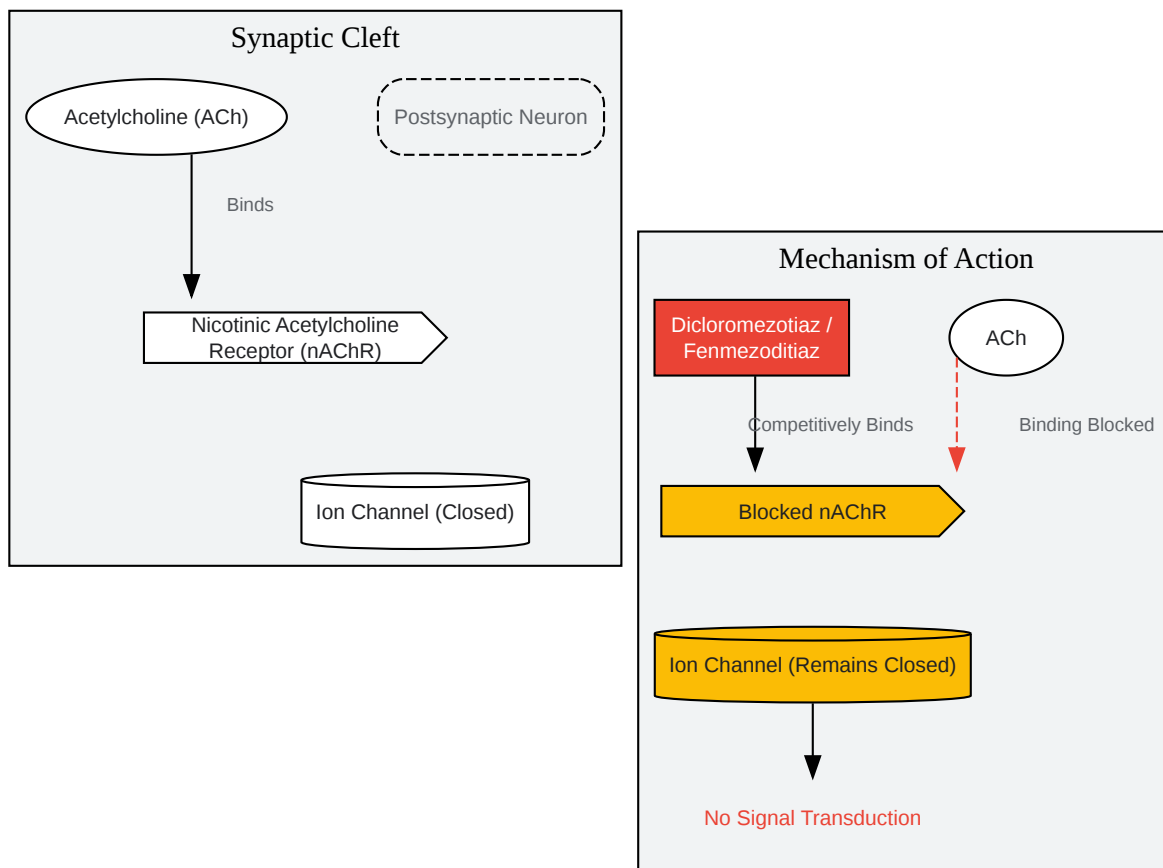 Synaptic Cleft
Acetylcholine (ACh)
Postsynaptic Neuron
Binds
Nicotinic Acetylcholine
Receptor (nAChR)
Ion Channel (Closed)
Mechanism of Action
Dicloromezotiaz /
Fenmezoditiaz
ACh
Competitively Binds
Binding Blocked
Blocked nAChR
Ion Channel (Remains Closed)
No Signal Transduction